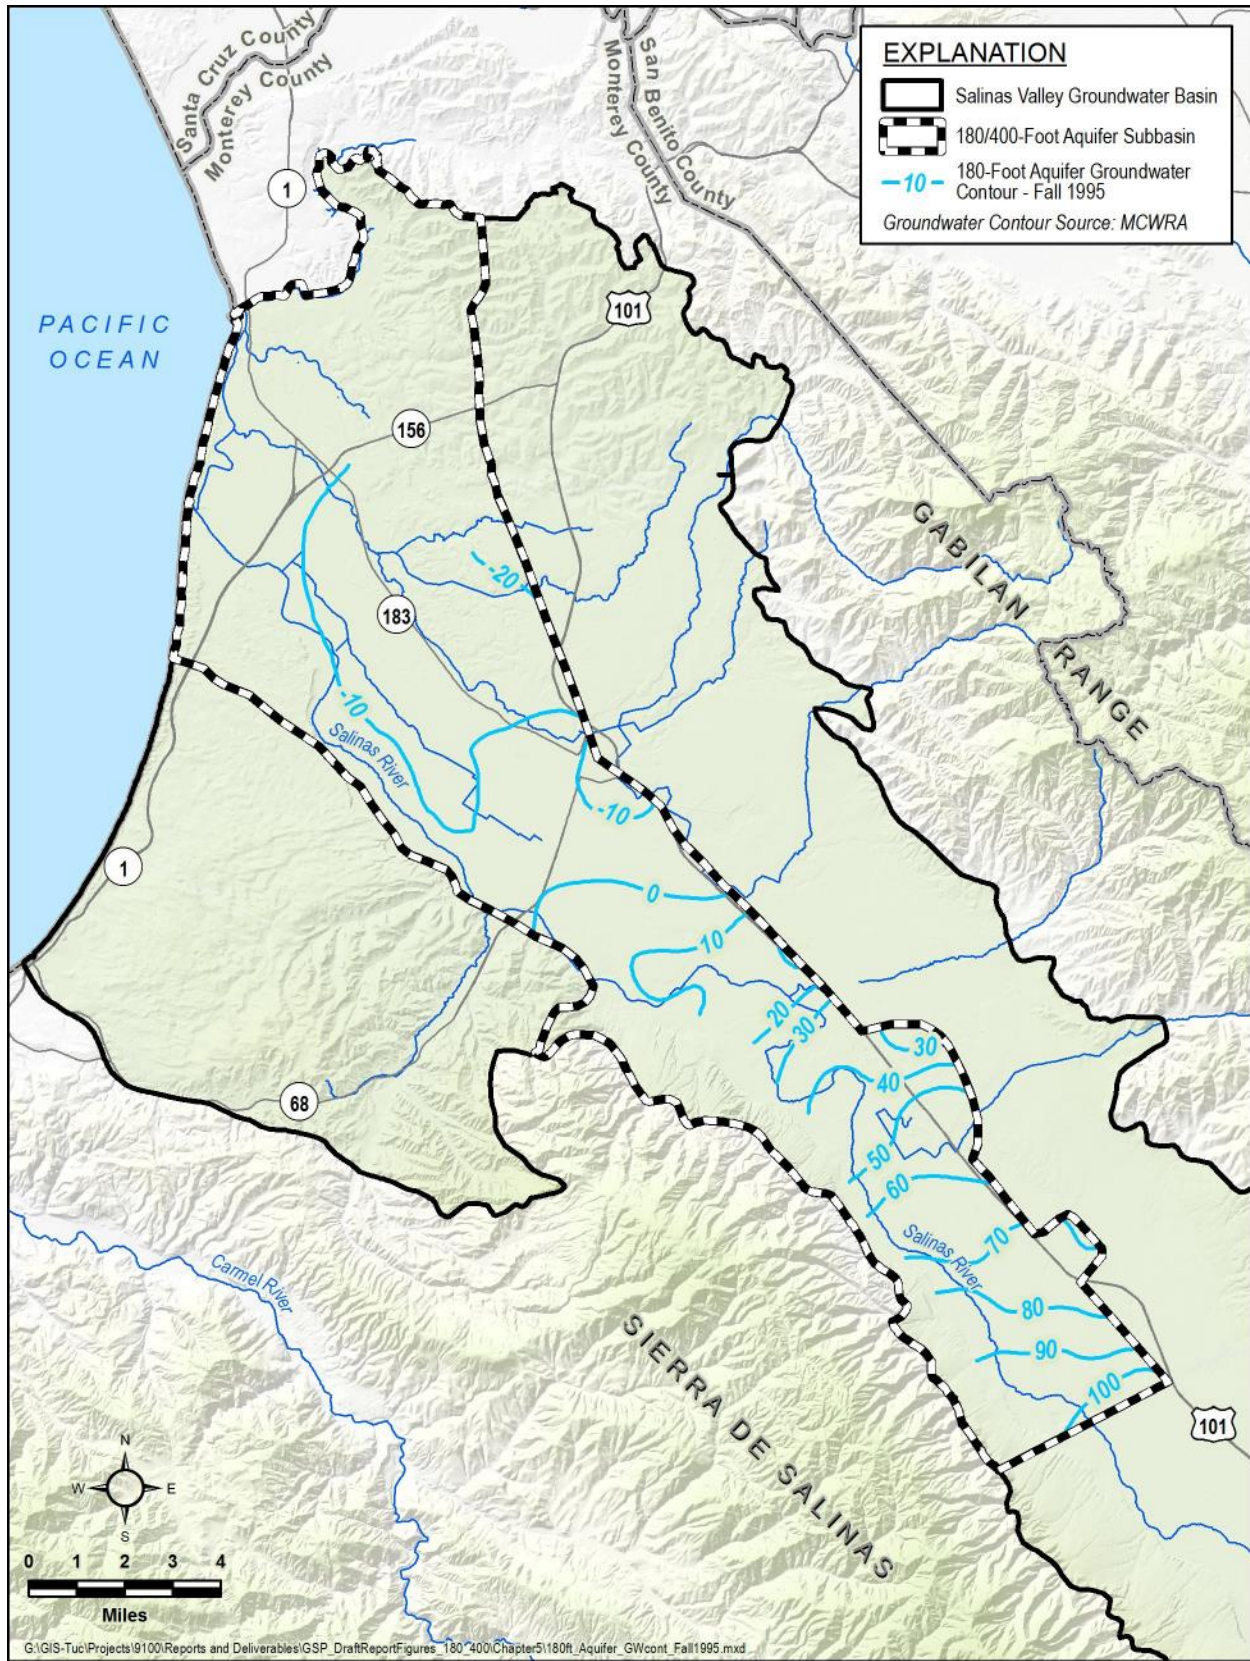 EXPLANATION
Salinas Valley Groundwater Basin
180/400-Foot Aquifer Subbasin
10
180-Foot Aquifer Groundwater
Contour - Fall 1995
Groundwater Contour Source: MCWRA
Santa Cruz County
Monterey County
San Benito County
Monterey County
1
101
PACIFIC
OCEAN
156
GABILAN
RANGE
-20
183
-10
Salinas River
-10
1
0
10
20
30
30
40
68
50
60
Salinas River
70
Carmel River
80
SIERRA DE SALINAS
90
100
101
N
W
E
S
0 1 2 3 4
Miles
G:\GIS-Tuc\Projects\9100\Reports and Deliverables\GSP_DraftReportFigures_180_400\Chapter5\180ft_Aquifer_GWcont_Fall1995.mxd